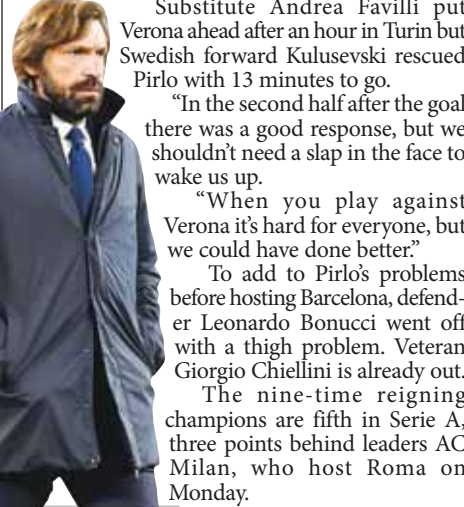 Substitute Andrea Favilli put
Verona ahead after an hour in Turin but
Swedish forward Kulusevski rescued
Pirlo with 13 minutes to go.
“In the second half after the goal
there was a good response, but we
shouldn’t need a slap in the face to
wake us up.
“When you play against
Verona it’s hard for everyone, but
we could have done better.”
To add to Pirlo’s problems
before hosting Barcelona, defend-
er Leonardo Bonucci went off
with a thigh problem. Veteran
Giorgio Chiellini is already out.
The nine-time reigning
champions are fifth in Serie A,
three points behind leaders AC
Milan, who host Roma on
Monday.